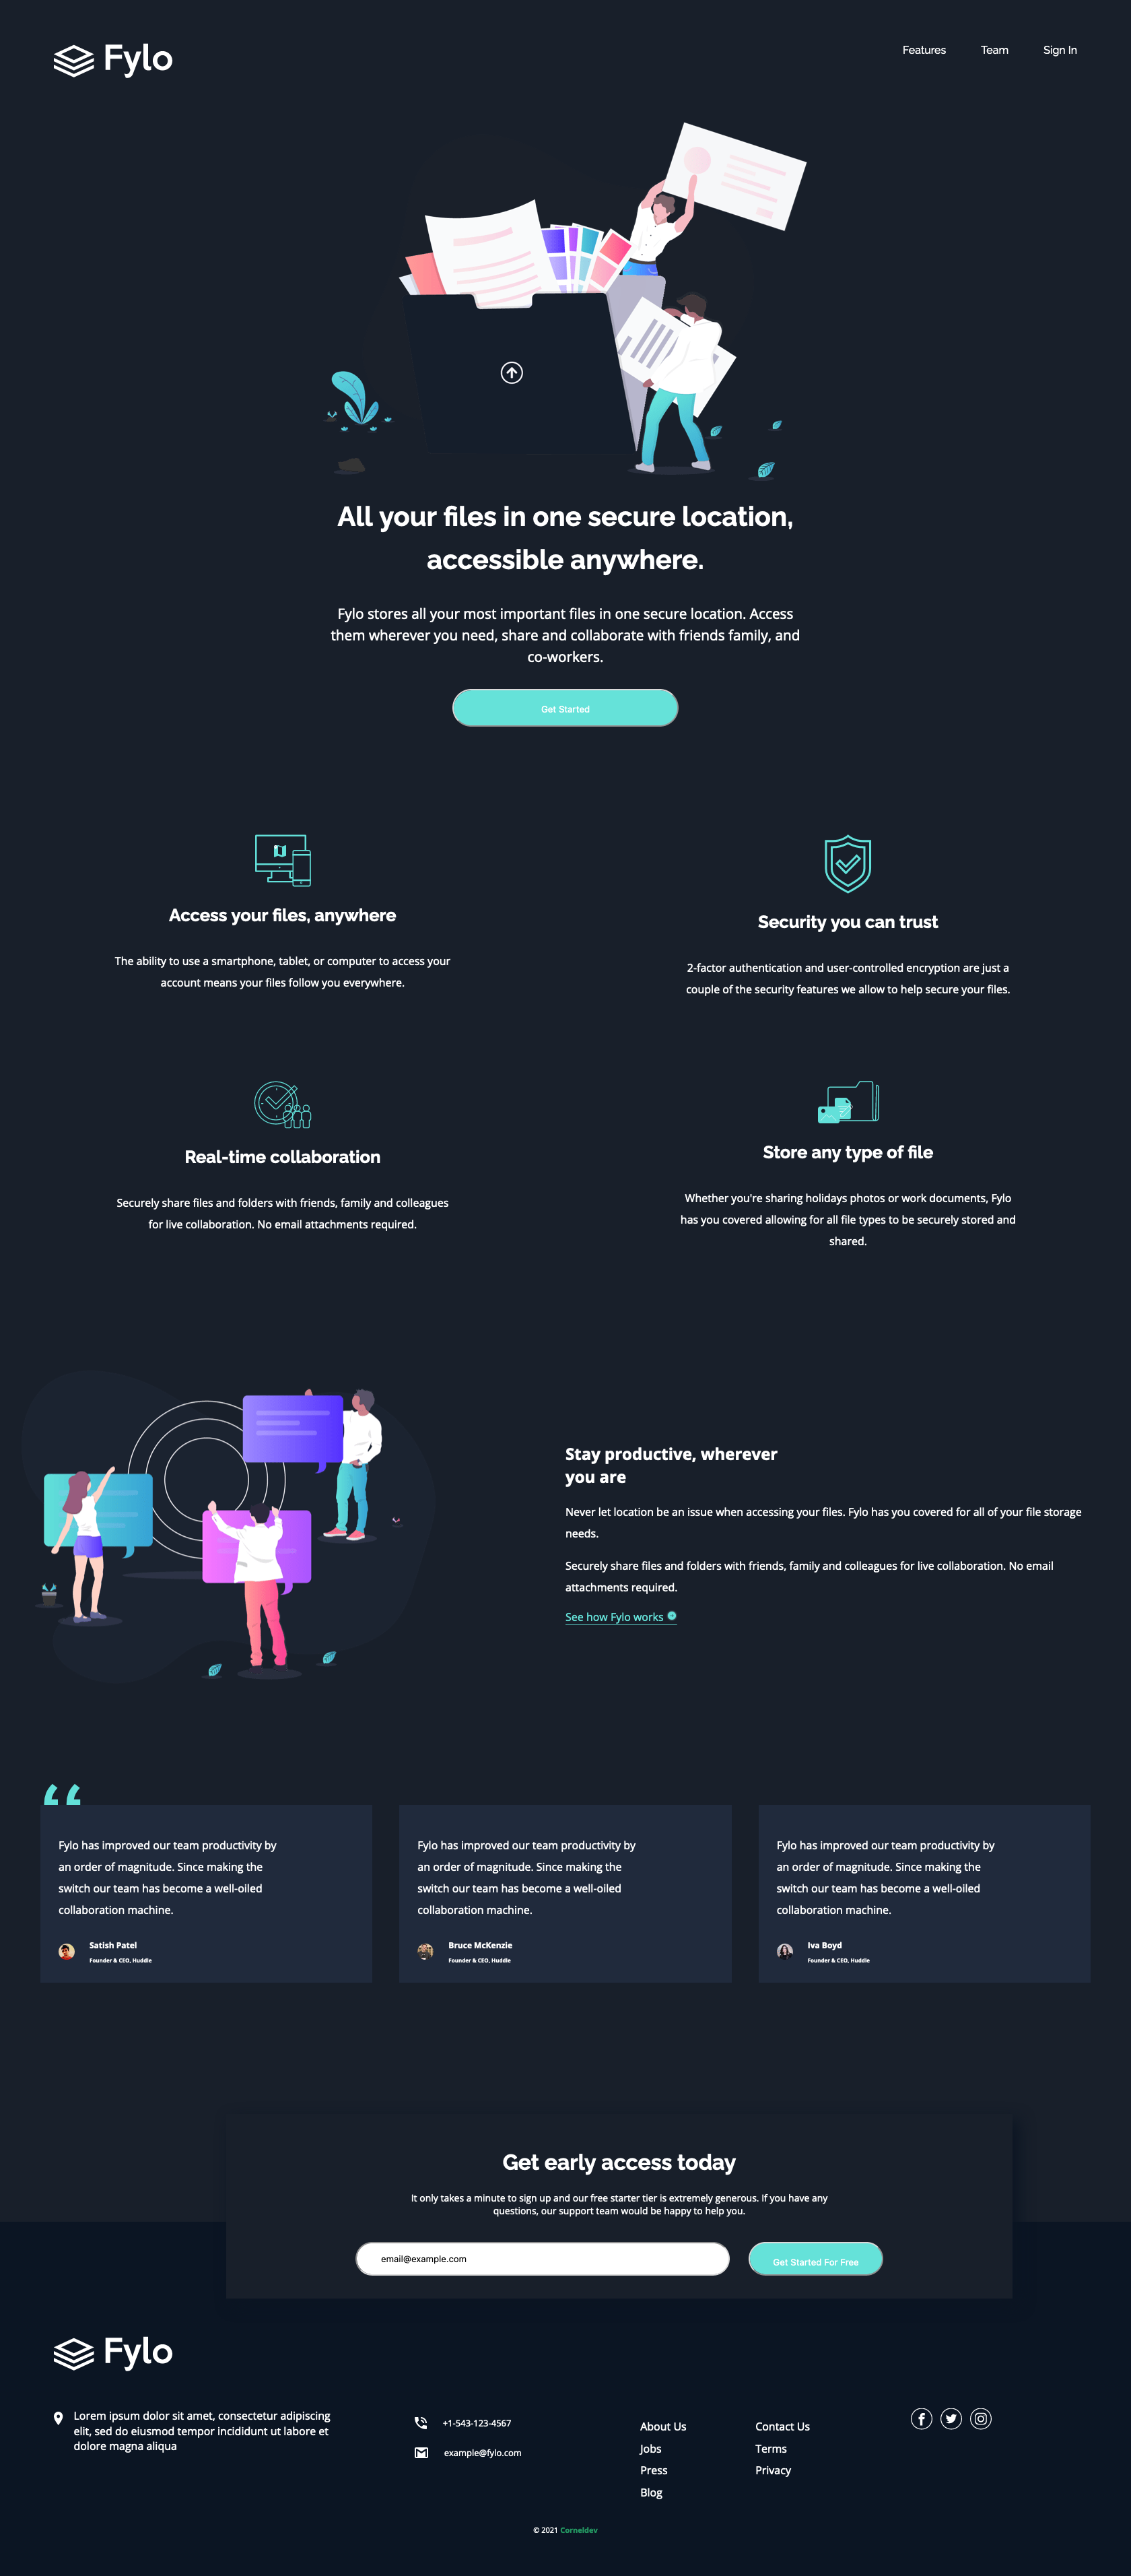 Fylo
Features Team Sign In
All your files in one secure location,
accessible anywhere.
Fylo stores all your most important files in one secure location. Access
them wherever you need, share and collaborate with friends family, and
co-workers.
Get Started
Access your files, anywhere
The ability to use a smartphone, tablet, or computer to access your
account means your files follow you everywhere.
Security you can trust
2-factor authentication and user-controlled encryption are just a
couple of the security features we allow to help secure your files.
Real-time collaboration
Securely share files and folders with friends, family and colleagues
for live collaboration. No email attachments required.
Store any type of file
Whether you're sharing holidays photos or work documents, Fylo
has you covered allowing for all file types to be securely stored and
shared.
Stay productive, wherever
you are
Never let location be an issue when accessing your files. Fylo has you covered for all of your file storage
needs.
Securely share files and folders with friends, family and colleagues for live collaboration. No email
attachments required.
See how Fylo works
“
Fylo has improved our team productivity by
an order of magnitude. Since making the
switch our team has become a well-oiled
collaboration machine.
Satish Patel
Founder & CEO, Huddle
Fylo has improved our team productivity by
an order of magnitude. Since making the
switch our team has become a well-oiled
collaboration machine.
Bruce McKenzie
Founder & CEO, Huddle
Fylo has improved our team productivity by
an order of magnitude. Since making the
switch our team has become a well-oiled
collaboration machine.
Iva Boyd
Founder & CEO, Huddle
Get early access today
It only takes a minute to sign up and our free starter tier is extremely generous. If you have any
questions, our support team would be happy to help you.
email@example.com
Get Started For Free
Fylo
Lorem ipsum dolor sit amet, consectetur adipiscing
elit, sed do eiusmod tempor incididunt ut labore et
dolore magna aliqua
+1-543-123-4567
example@fylo.com
About Us
Jobs
Press
Blog
Contact Us
Terms
Privacy
© 2021 Corneldev